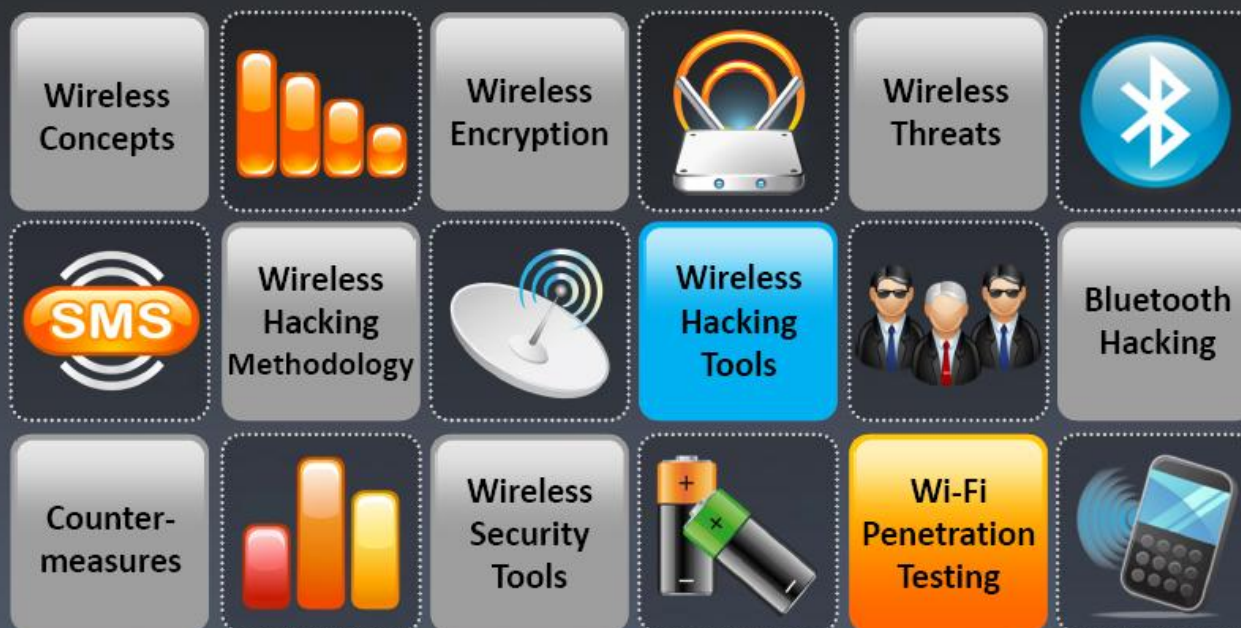 Wireless
Concepts
Wireless
Encryption
Wireless
Threats
SMS
Wireless
Hacking
Methodology
Wireless
Hacking
Tools
Bluetooth
Hacking
Counter-
measures
Wireless
Security
Tools
+
+
-
-
Wi-Fi
Penetration
Testing